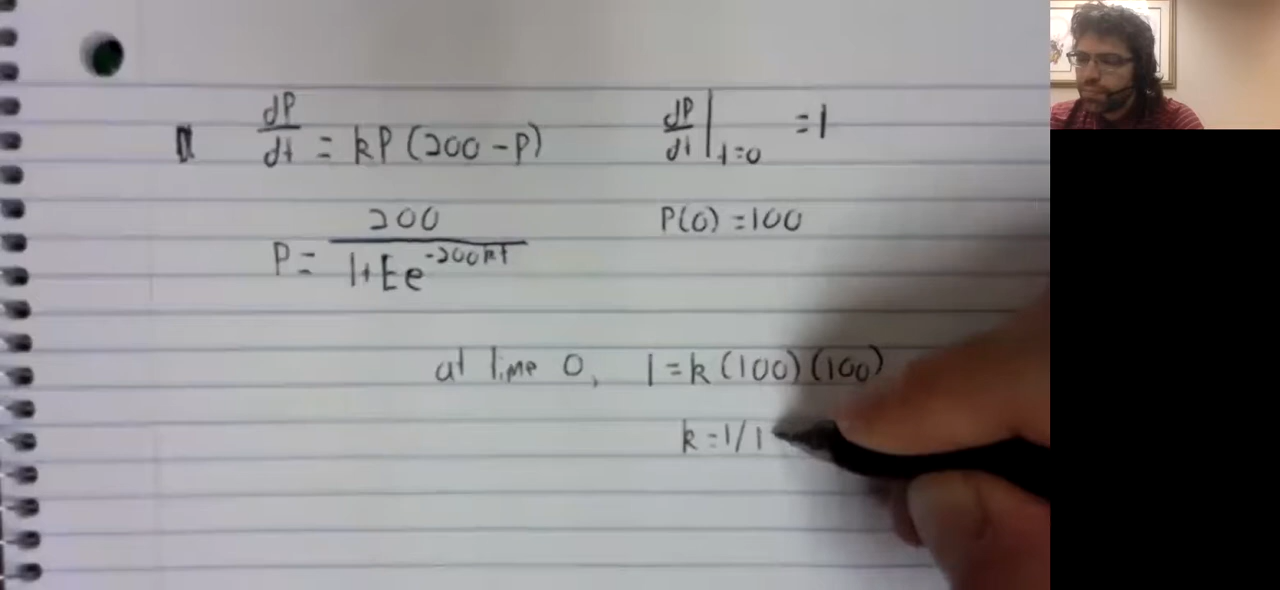 dP/dt = kP(200-P)    dP/dt|t=0 = 1
P = 200/(1+Ee^-200kt)    P(0) = 100
at time 0, 1 = k(100)(100)
k = 1/1